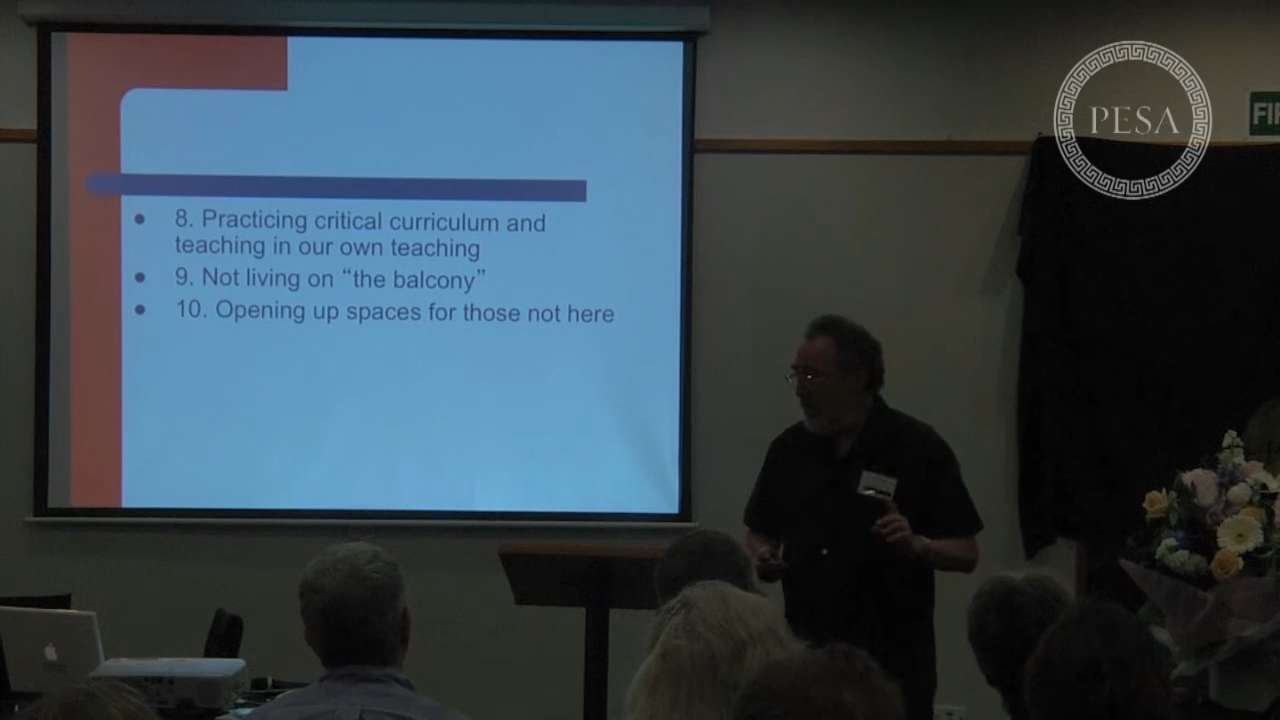 8. Practicing critical curriculum and
teaching in our own teaching
9. Not living on “the balcony”
10. Opening up spaces for those not here
PESA
FI